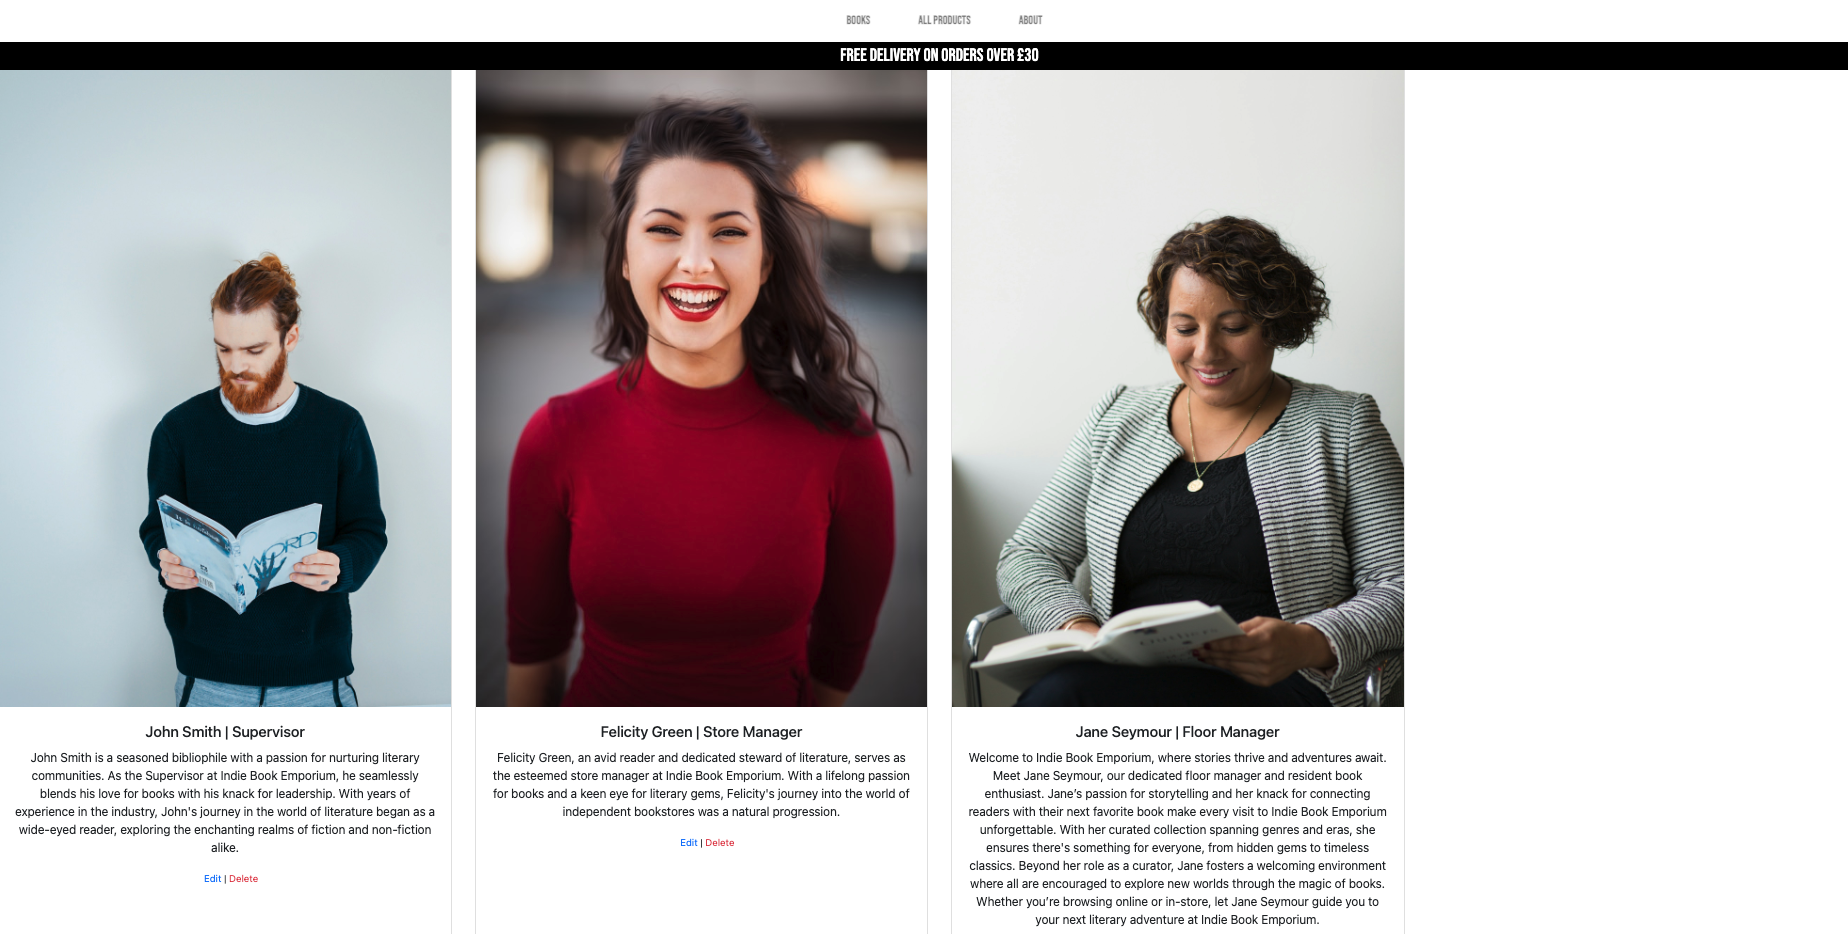 BOOKS ALL PRODUCTS ABOUT
FREE DELIVERY ON ORDERS OVER £30
John Smith | Supervisor
John Smith is a seasoned bibliophile with a passion for nurturing literary
communities. As the Supervisor at Indie Book Emporium, he seamlessly
blends his love for books with his knack for leadership. With years of
experience in the industry, John's journey in the world of literature began as a
wide-eyed reader, exploring the enchanting realms of fiction and non-fiction
alike.
Edit | Delete
Felicity Green | Store Manager
Felicity Green, an avid reader and dedicated steward of literature, serves as
the esteemed store manager at Indie Book Emporium. With a lifelong passion
for books and a keen eye for literary gems, Felicity's journey into the world of
independent bookstores was a natural progression.
Edit | Delete
Jane Seymour | Floor Manager
Welcome to Indie Book Emporium, where stories thrive and adventures await.
Meet Jane Seymour, our dedicated floor manager and resident book
enthusiast. Jane’s passion for storytelling and her knack for connecting
readers with their next favorite book make every visit to Indie Book Emporium
unforgettable. With her curated collection spanning genres and eras, she
ensures there's something for everyone, from hidden gems to timeless
classics. Beyond her role as a curator, Jane fosters a welcoming environment
where all are encouraged to explore new worlds through the magic of books.
Whether you’re browsing online or in-store, let Jane Seymour guide you to
your next literary adventure at Indie Book Emporium.